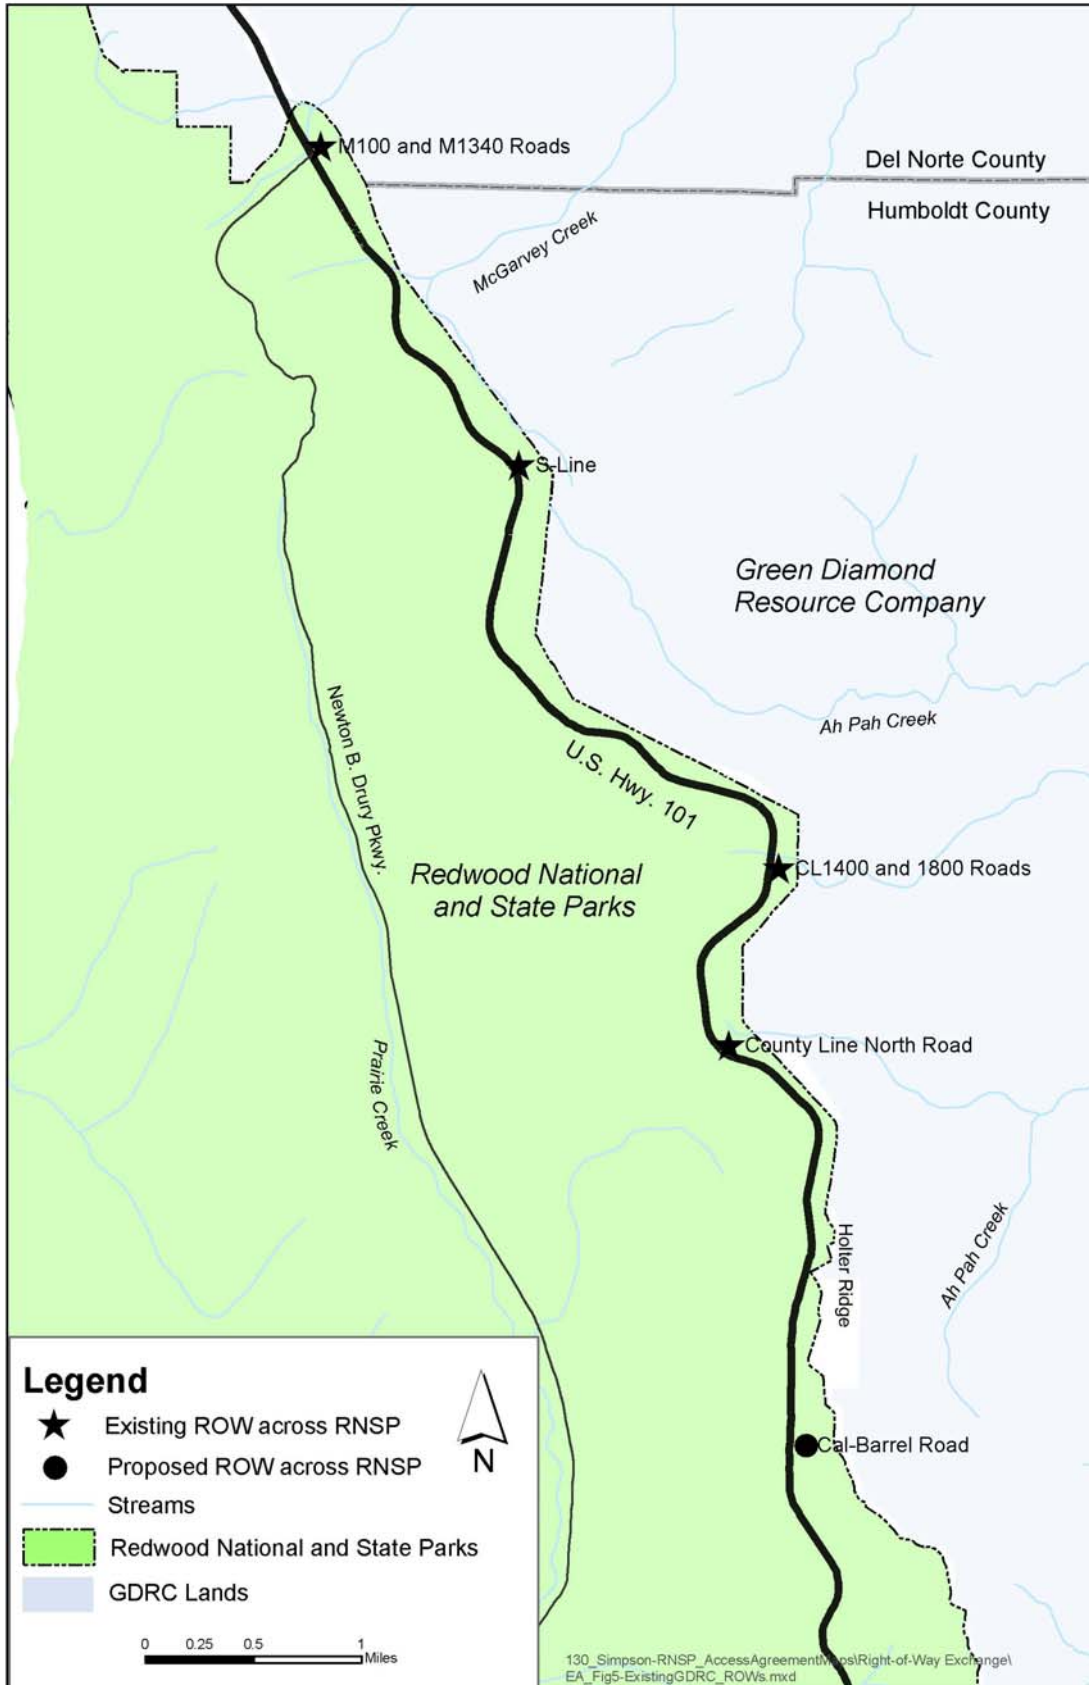 M100 and M1340 Roads
Del Norte County
Humboldt County
McGarvey Creek
S-Line
Green Diamond
Resource Company
Ah Pah Creek
Newton B. Drury Pkwy.
U.S. Hwy. 101
Redwood National
and State Parks
CL1400 and 1800 Roads
County Line North Road
Prairie Creek
Holter Ridge
Ah Pah Creek
Cal-Barrel Road
Legend
Existing ROW across RNSP
Proposed ROW across RNSP
Streams
Redwood National and State Parks
GDRC Lands
N
0 0.25 0.5 1
Miles
130_Simpson-RNSP_AccessAgreementMaps\Right-of-Way Exchange\
EA_Fig5-ExistingGDRC_ROWs.mxd